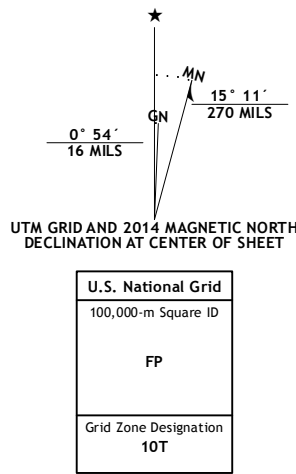 MN
15° 11´
270 MILS
GN
0° 54´
16 MILS
UTM GRID AND 2014 MAGNETIC NORTH
DECLINATION AT CENTER OF SHEET
U.S. National Grid
100,000-m Square ID
FP
Grid Zone Designation
10T